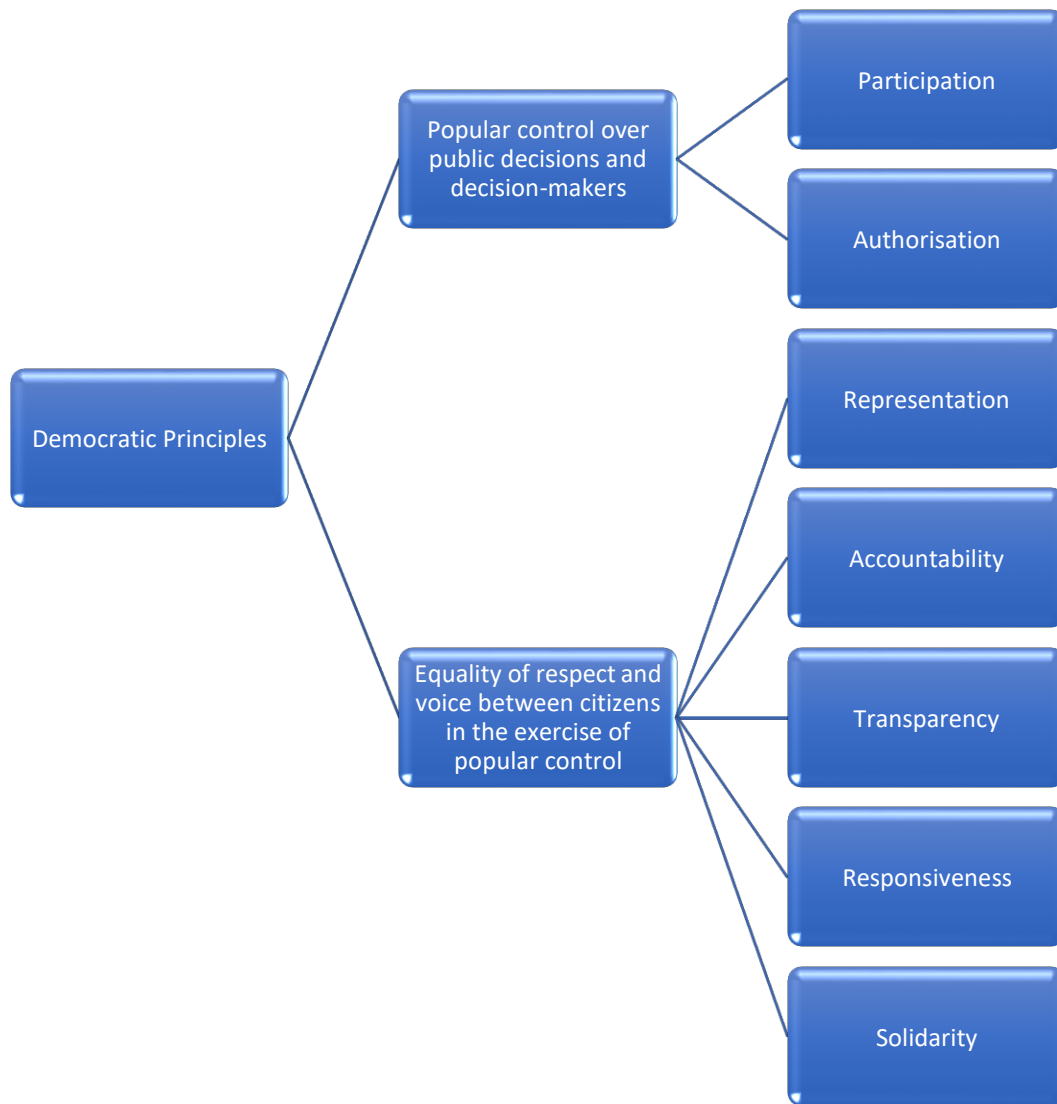 Democratic Principles
Popular control over
public decisions and
decision-makers
Participation
Authorisation
Equality of respect and
voice between citizens
in the exercise of
popular control
Representation
Accountability
Transparency
Responsiveness
Solidarity